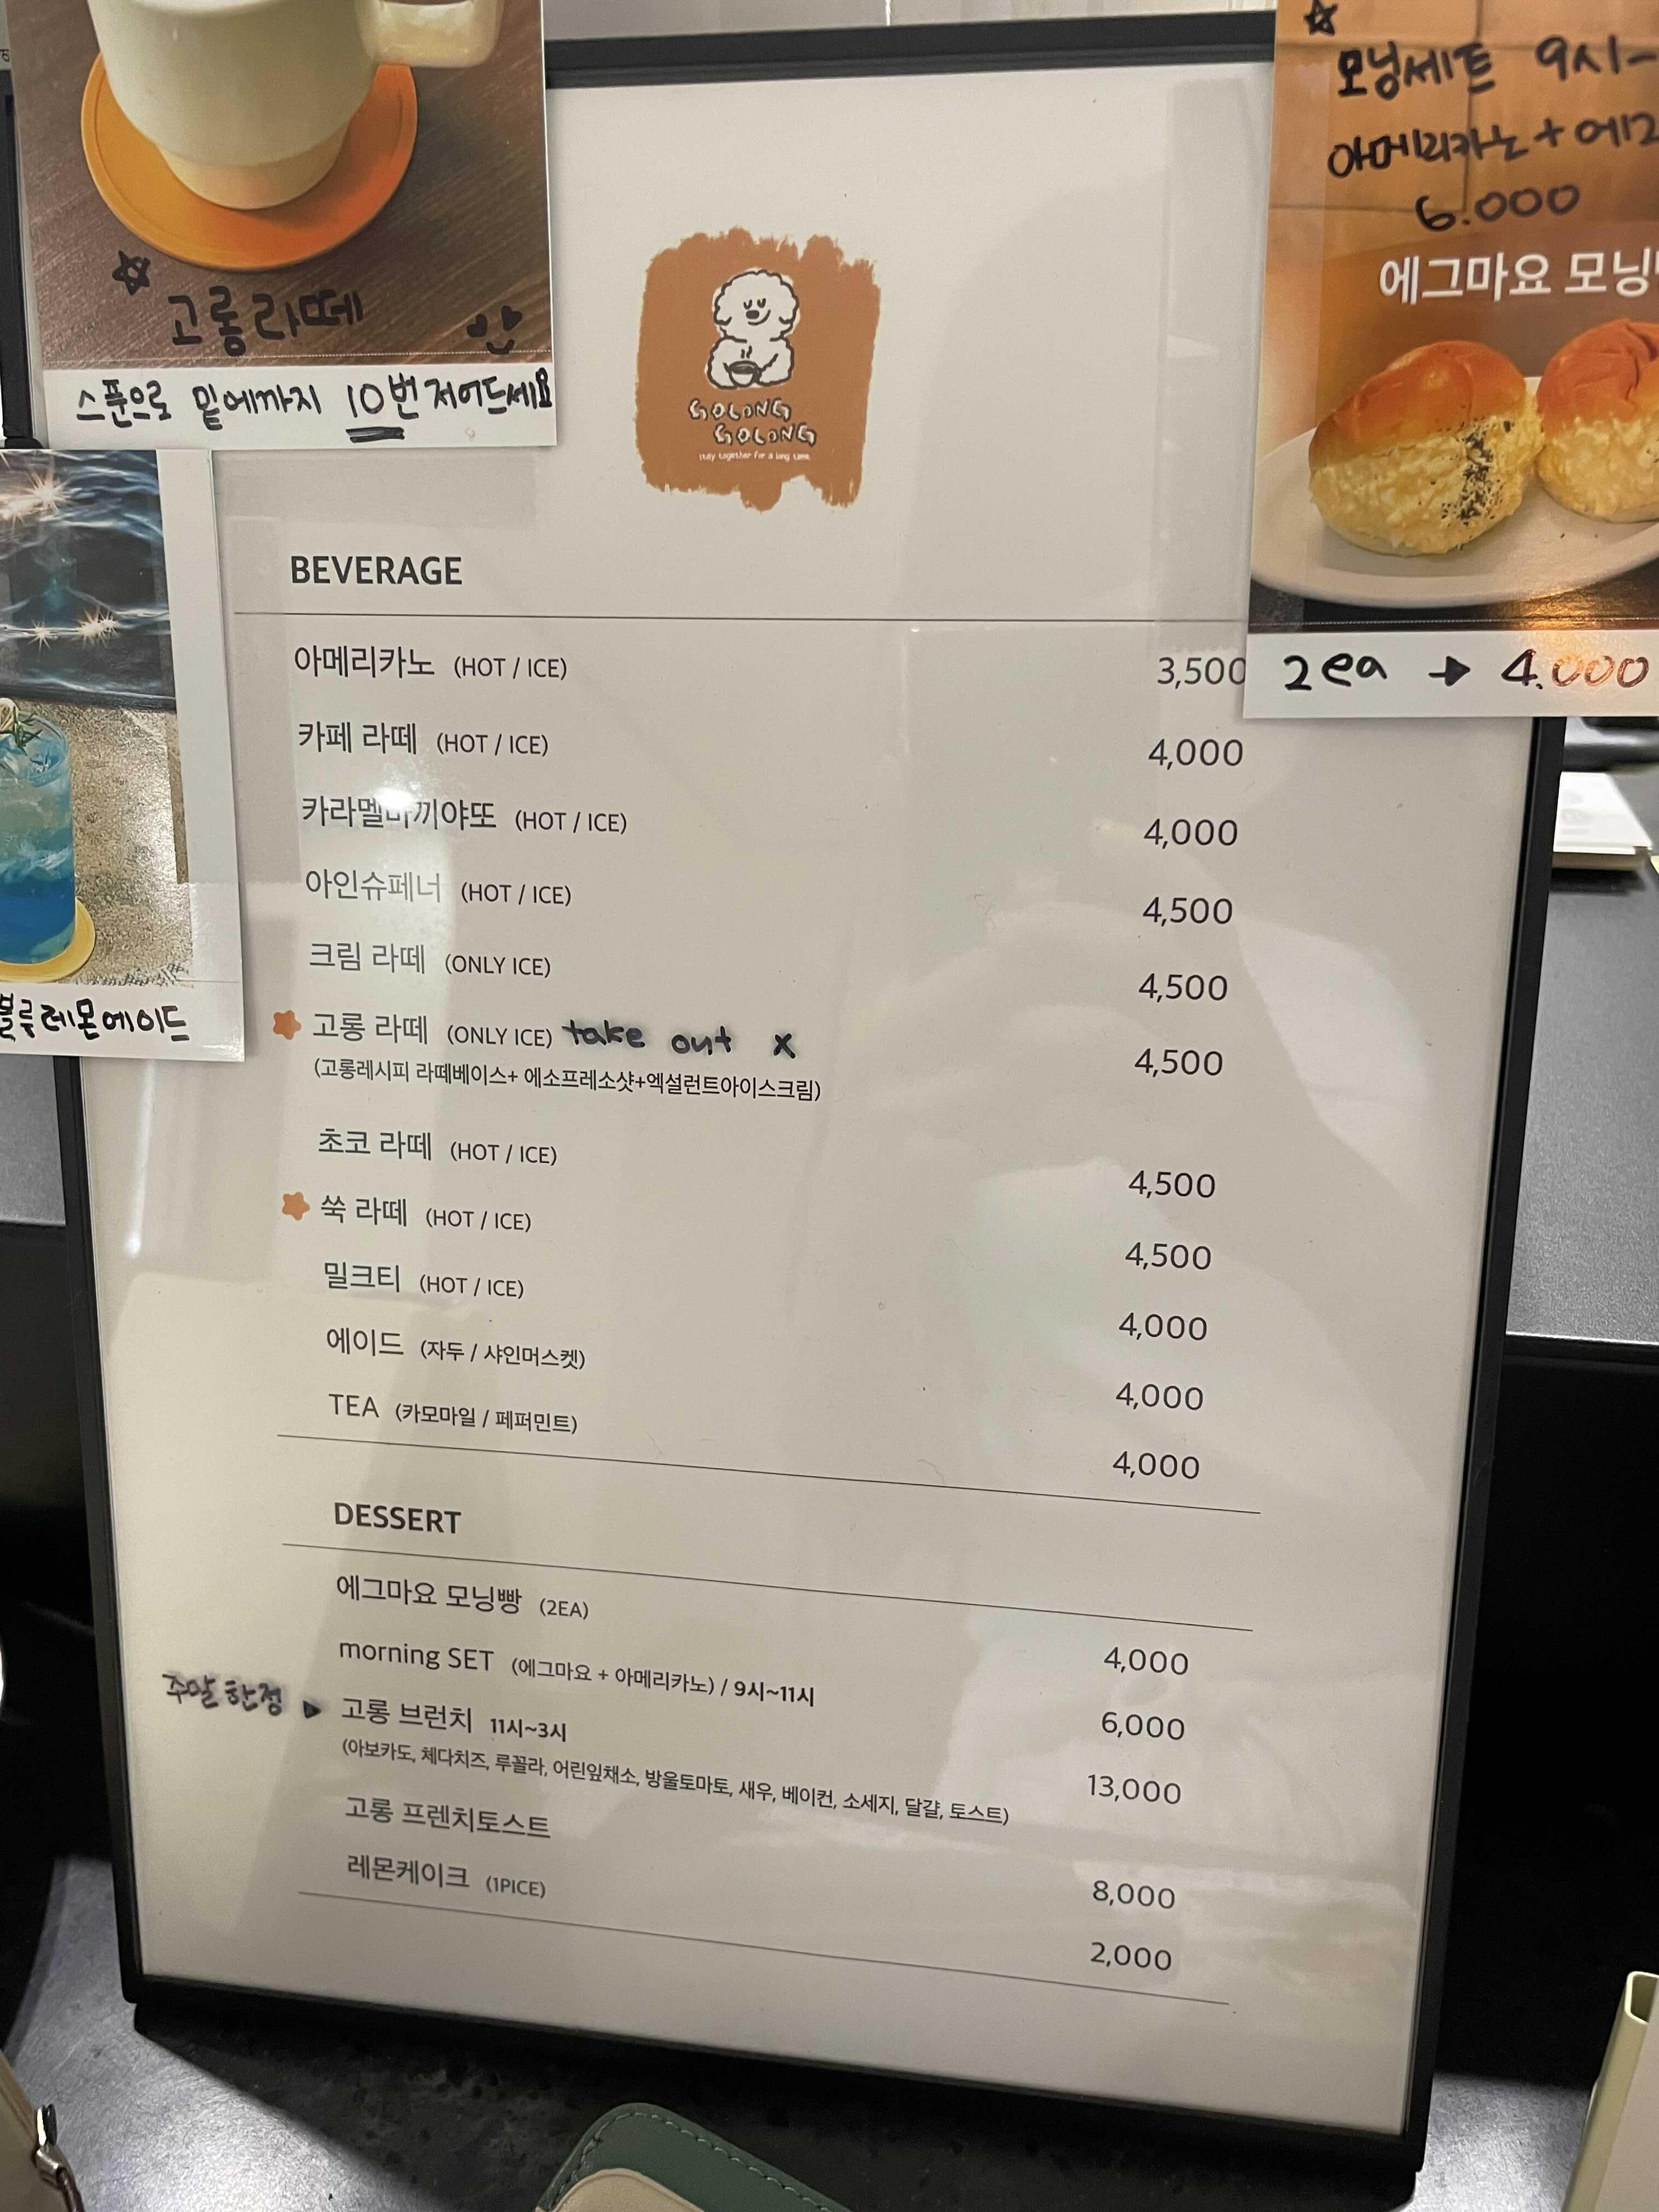 고롱라떼
스푼으로 밑에까지 10번 저어드세요
모닝세트 9시-
아메리카노+에그
6.000
에그마요 모닝
2ea → 4.000
블루레몬에이드
GOLONG
GOLONG
stay together for a long time
BEVERAGE
아메리카노 (HOT / ICE) 3,500
카페 라떼 (HOT / ICE) 4,000
카라멜마끼야또 (HOT / ICE) 4,000
아인슈페너 (HOT / ICE) 4,500
크림 라떼 (ONLY ICE) 4,500
고롱 라떼 (ONLY ICE) take out x 4,500
(고롱레시피 라떼베이스+ 에소프레소샷+엑설런트아이스크림)
초코 라떼 (HOT / ICE) 4,500
쑥 라떼 (HOT / ICE) 4,500
밀크티 (HOT / ICE) 4,000
에이드 (자두 / 샤인머스켓) 4,000
TEA (카모마일 / 페퍼민트) 4,000
DESSERT
에그마요 모닝빵 (2EA) 4,000
morning SET (에그마요 + 아메리카노) / 9시~11시 6,000
주말 한정 ▶ 고롱 브런치 11시~3시 13,000
(아보카도, 체다치즈, 루꼴라, 어린잎채소, 방울토마토, 새우, 베이컨, 소세지, 달걀, 토스트)
고롱 프렌치토스트 8,000
레몬케이크 (1PICE) 2,000